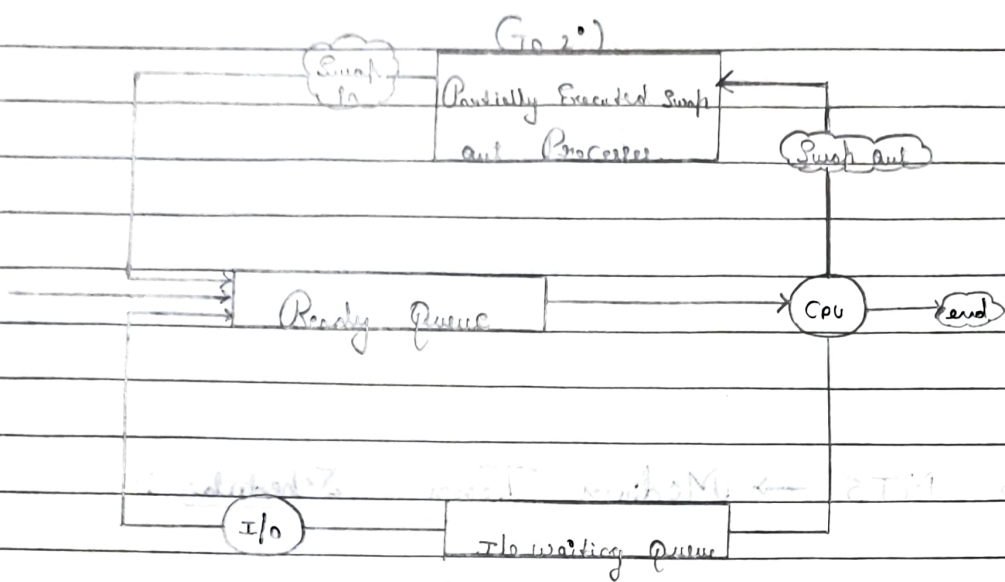 (Go 2°)
Swap
in
Partially Executed Swap
out Processes
Swap out
Ready Queue
CPU
end
I/O
I/o waiting Queue